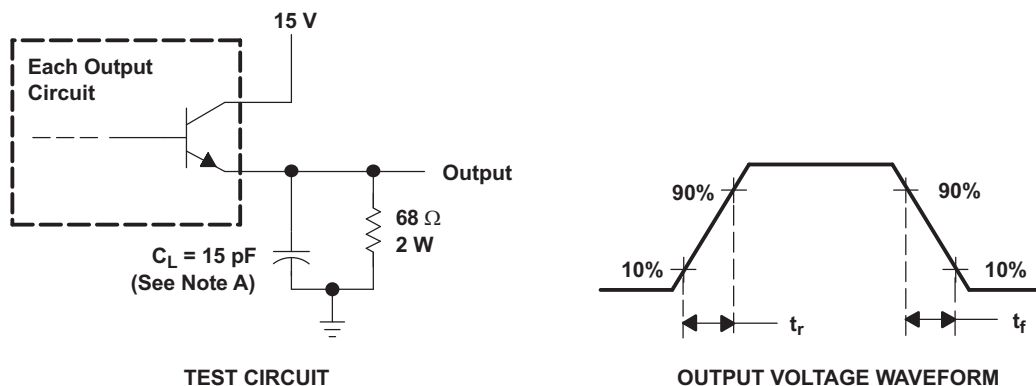 15 V
Each Output
Circuit
Output
68 Ω
2 W
C_L = 15 pF
(See Note A)
TEST CIRCUIT
90%
90%
10%
10%
t_r
t_f
OUTPUT VOLTAGE WAVEFORM